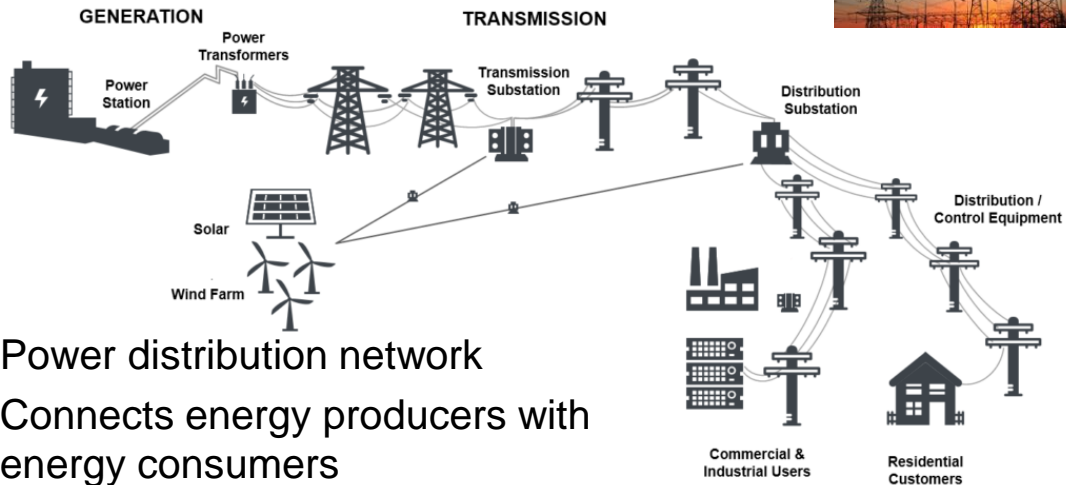 GENERATION
TRANSMISSION
Power
Transformers
Power
Station
Transmission
Substation
Distribution
Substation
Distribution /
Control Equipment
Solar
Wind Farm
Power distribution network
Connects energy producers with
energy consumers
Commercial &
Industrial Users
Residential
Customers